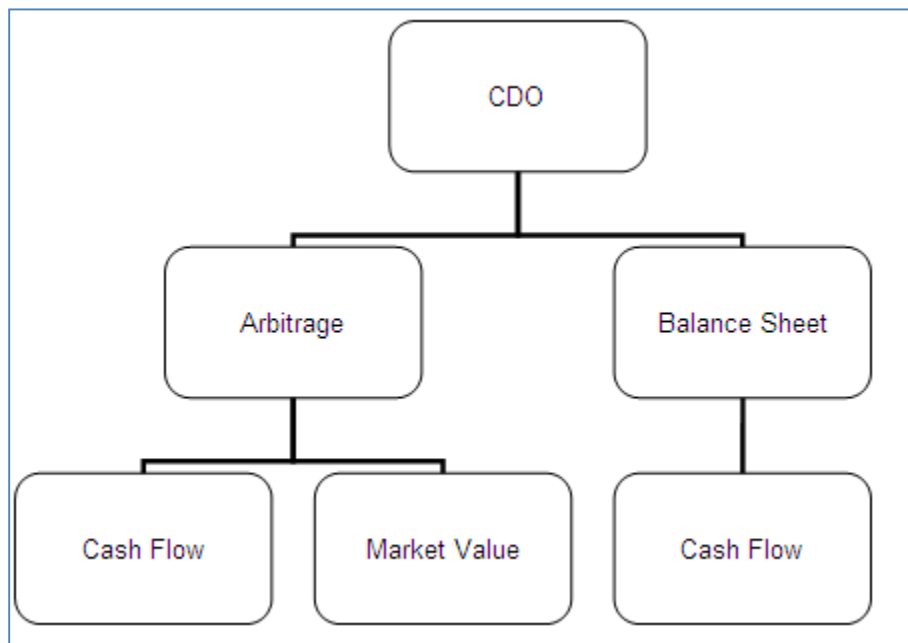 CDO
Arbitrage
Balance Sheet
Cash Flow
Market Value
Cash Flow